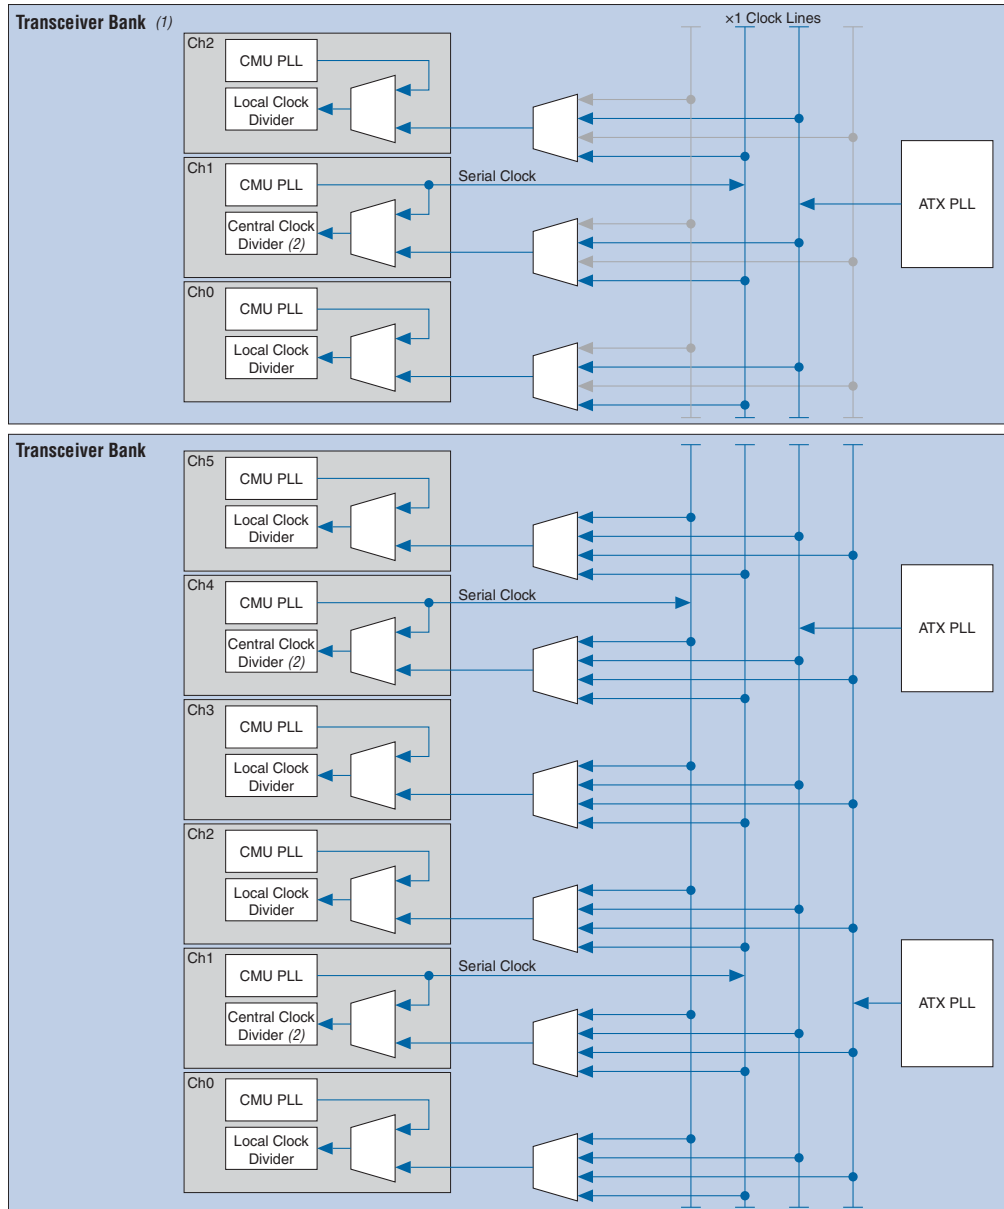 Transceiver Bank (1)
×1 Clock Lines
Ch2
CMU PLL
Local Clock
Divider
Ch1
CMU PLL
Serial Clock
Central Clock
Divider (2)
ATX PLL
Ch0
CMU PLL
Local Clock
Divider
Transceiver Bank
Ch5
CMU PLL
Local Clock
Divider
Ch4
CMU PLL
Serial Clock
Central Clock
Divider (2)
ATX PLL
Ch3
CMU PLL
Local Clock
Divider
Ch2
CMU PLL
Local Clock
Divider
Ch1
CMU PLL
Serial Clock
Central Clock
Divider (2)
ATX PLL
Ch0
CMU PLL
Local Clock
Divider